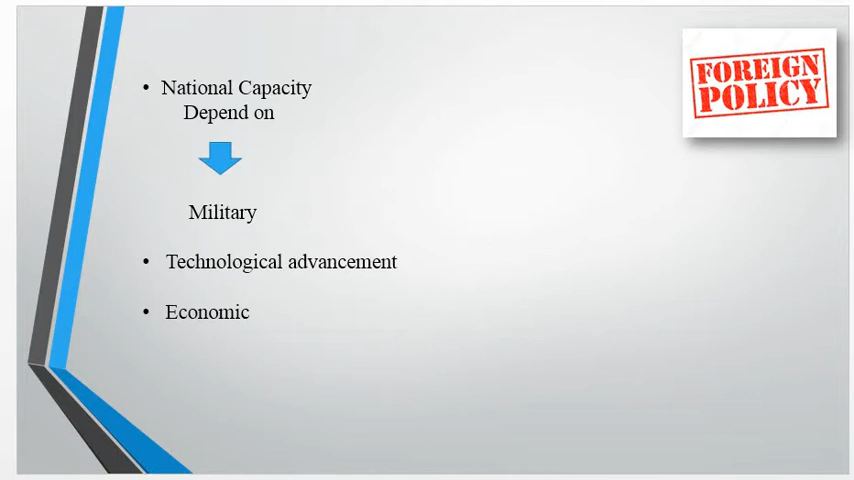 FOREIGN
POLICY
• National Capacity
Depend on
Military
• Technological advancement
• Economic